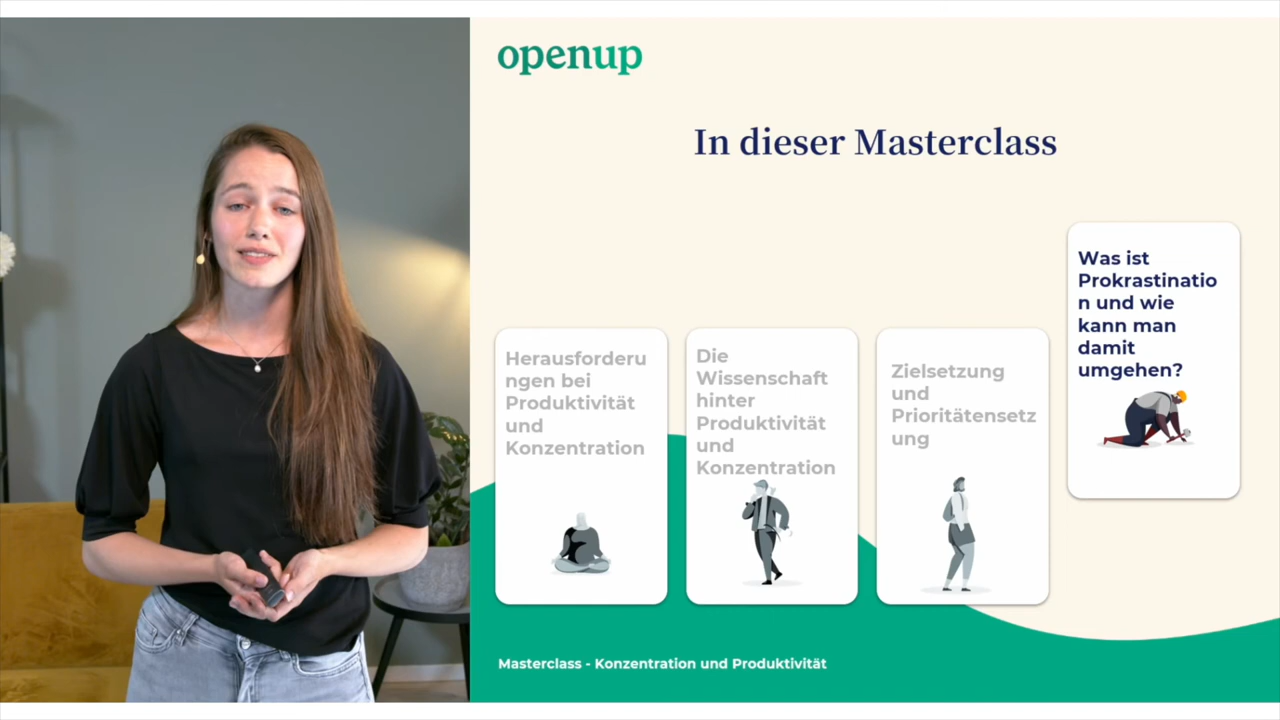 openup
In dieser Masterclass
Herausforderu
ngen bei
Produktivität
und
Konzentration
Die
Wissenschaft
hinter
Produktivität
und
Konzentration
Zielsetzung
und
Prioritätensetz
ung
Was ist
Prokrastinatio
n und wie
kann man
damit
umgehen?
Masterclass - Konzentration und Produktivität